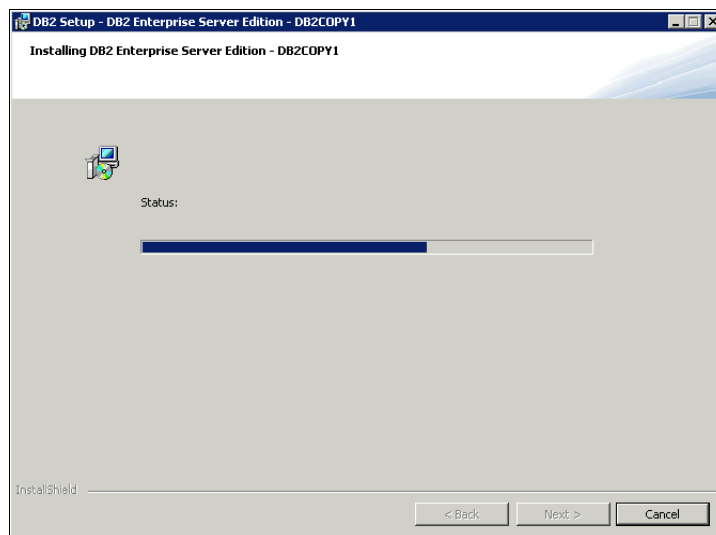 DB2 Setup - DB2 Enterprise Server Edition - DB2COPY1
Installing DB2 Enterprise Server Edition - DB2COPY1
Status:
InstallShield
< Back
Next >
Cancel